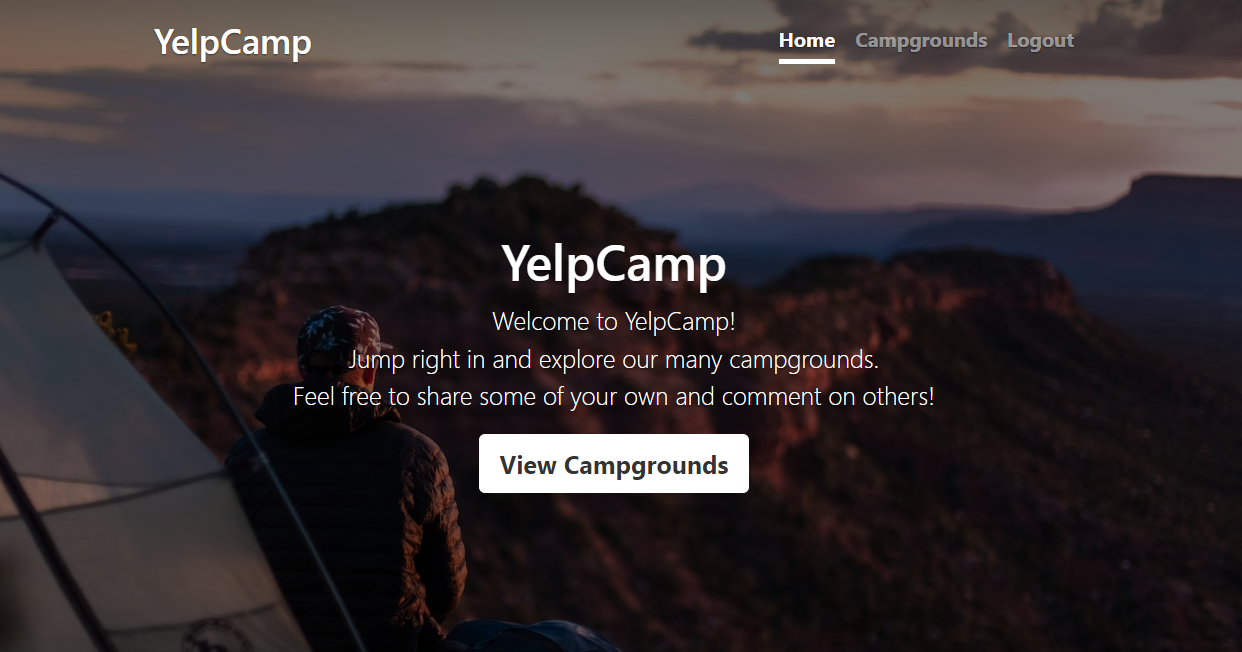 YelpCamp
Home Campgrounds Logout
YelpCamp
Welcome to YelpCamp!
Jump right in and explore our many campgrounds.
Feel free to share some of your own and comment on others!
View Campgrounds